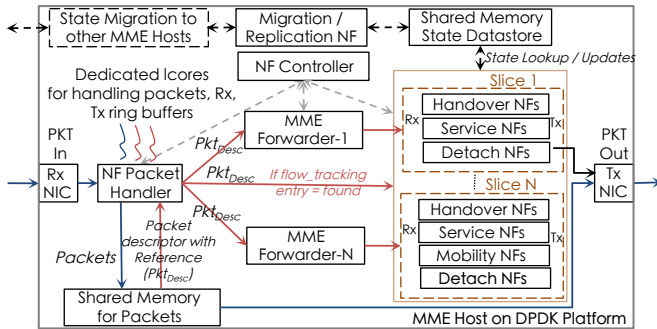 State Migration to
other MME Hosts
Migration /
Replication NF
Shared Memory
State Datastore
State Lookup / Updates
Dedicated lcores
for handling packets, Rx,
Tx ring buffers
NF Controller
Slice 1
Handover NFs
Rx
Service NFs
Tx
Detach NFs
MME
Forwarder-1
PKT
In
Rx
NIC
NF Packet
Handler
Pkt_Desc
Pkt_Desc
Pkt_Desc
If flow_tracking
entry = found
PKT
Out
Tx
NIC
Slice N
Handover NFs
Rx
Service NFs
Tx
Mobility NFs
Detach NFs
MME
Forwarder-N
Packets
Packet
descriptor with
Reference
(Pkt_Desc)
Shared Memory
for Packets
MME Host on DPDK Platform